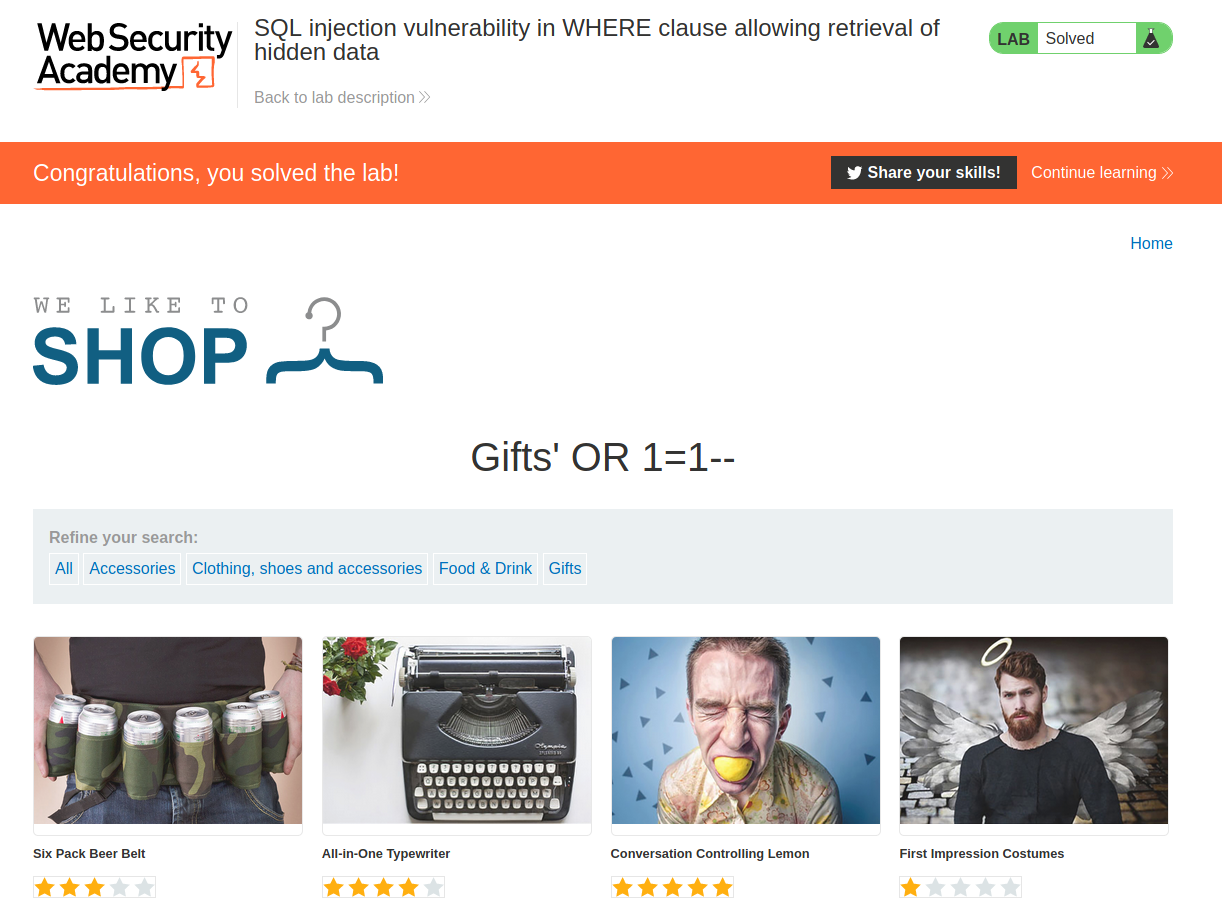 Web Security
Academy
SQL injection vulnerability in WHERE clause allowing retrieval of
hidden data
Back to lab description
LAB Solved
Congratulations, you solved the lab!
Share your skills!
Continue learning
Home
WE LIKE TO
SHOP
Gifts' OR 1=1--
Refine your search:
All Accessories Clothing, shoes and accessories Food & Drink Gifts
Olympia
Six Pack Beer Belt
All-in-One Typewriter
Conversation Controlling Lemon
First Impression Costumes